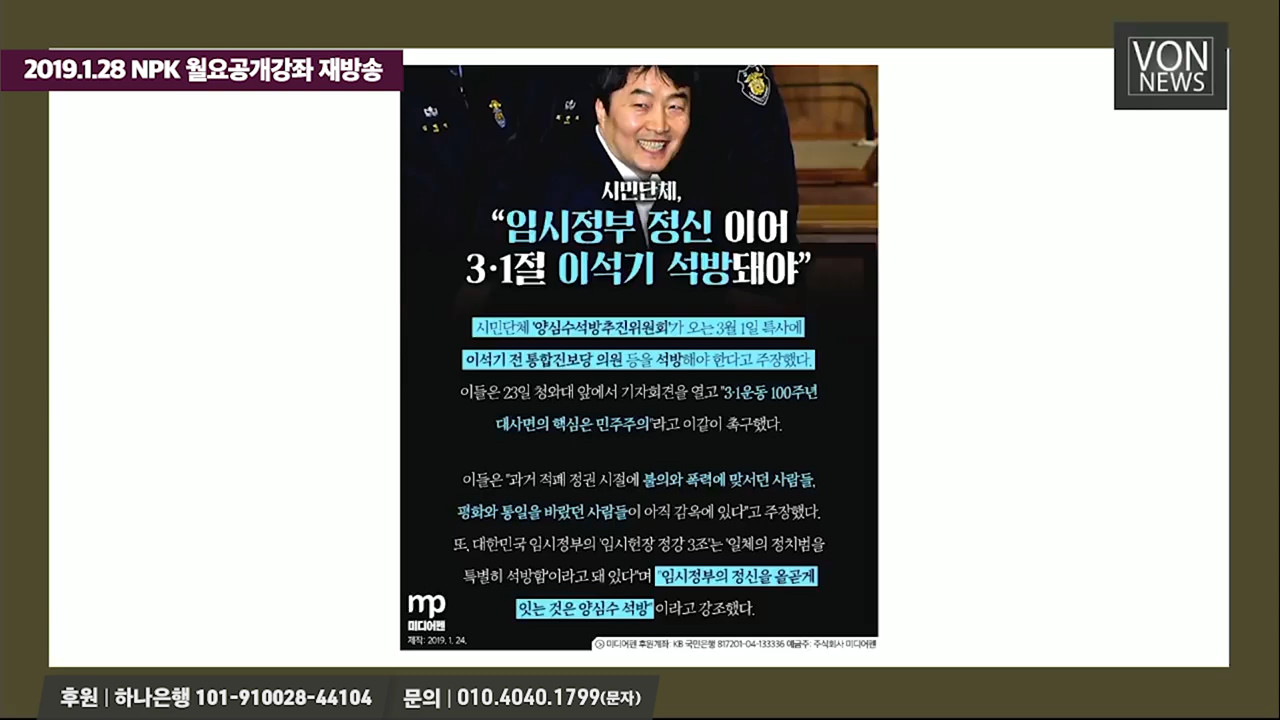 2019.1.28 NPK 월요공개강좌 재방송
VON
NEWS
시민단체,
“임시정부 정신 이어
3·1절 이석기 석방돼야”
시민단체 '양심수석방추진위원회'가 오는 3월 1일 특사에
이석기 전 통합진보당 의원 등을 석방해야 한다고 주장했다.
이들은 23일 청와대 앞에서 기자회견을 열고 "3·1운동 100주년
대사면의 핵심은 민주주의"라고 이같이 촉구했다.
이들은 "과거 적폐 정권 시절에 불의와 폭력에 맞서던 사람들,
평화와 통일을 바랐던 사람들이 아직 감옥에 있다"고 주장했다.
또, 대한민국 임시정부의 '임시헌장 정강 3조'는 '일체의 정치범을
특별히 석방함'이라고 돼 있다"며 "임시정부의 정신을 올곧게
잇는 것은 양심수 석방"이라고 강조했다.
mp
미디어펜
제작: 2019. 1. 24.
미디어펜 후원계좌 KB 국민은행 817201-04-133336 예금주: 주식회사 미디어펜
후원 | 하나은행 101-910028-44104 문의 | 010.4040.1799(문자)